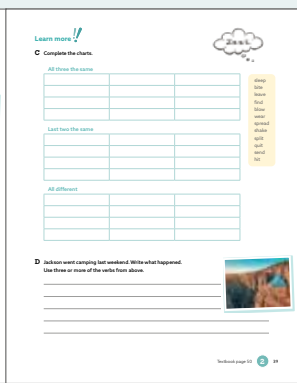 Learn more !!
C Complete the charts.
All three the same
sleep
bite
leave
find
blow
wear
spread
shake
split
quit
send
hit
Last two the same
All different
D Jackson went camping last weekend. Write what happened.
Use three or more of the verbs from above.
Textbook page 53 2 39